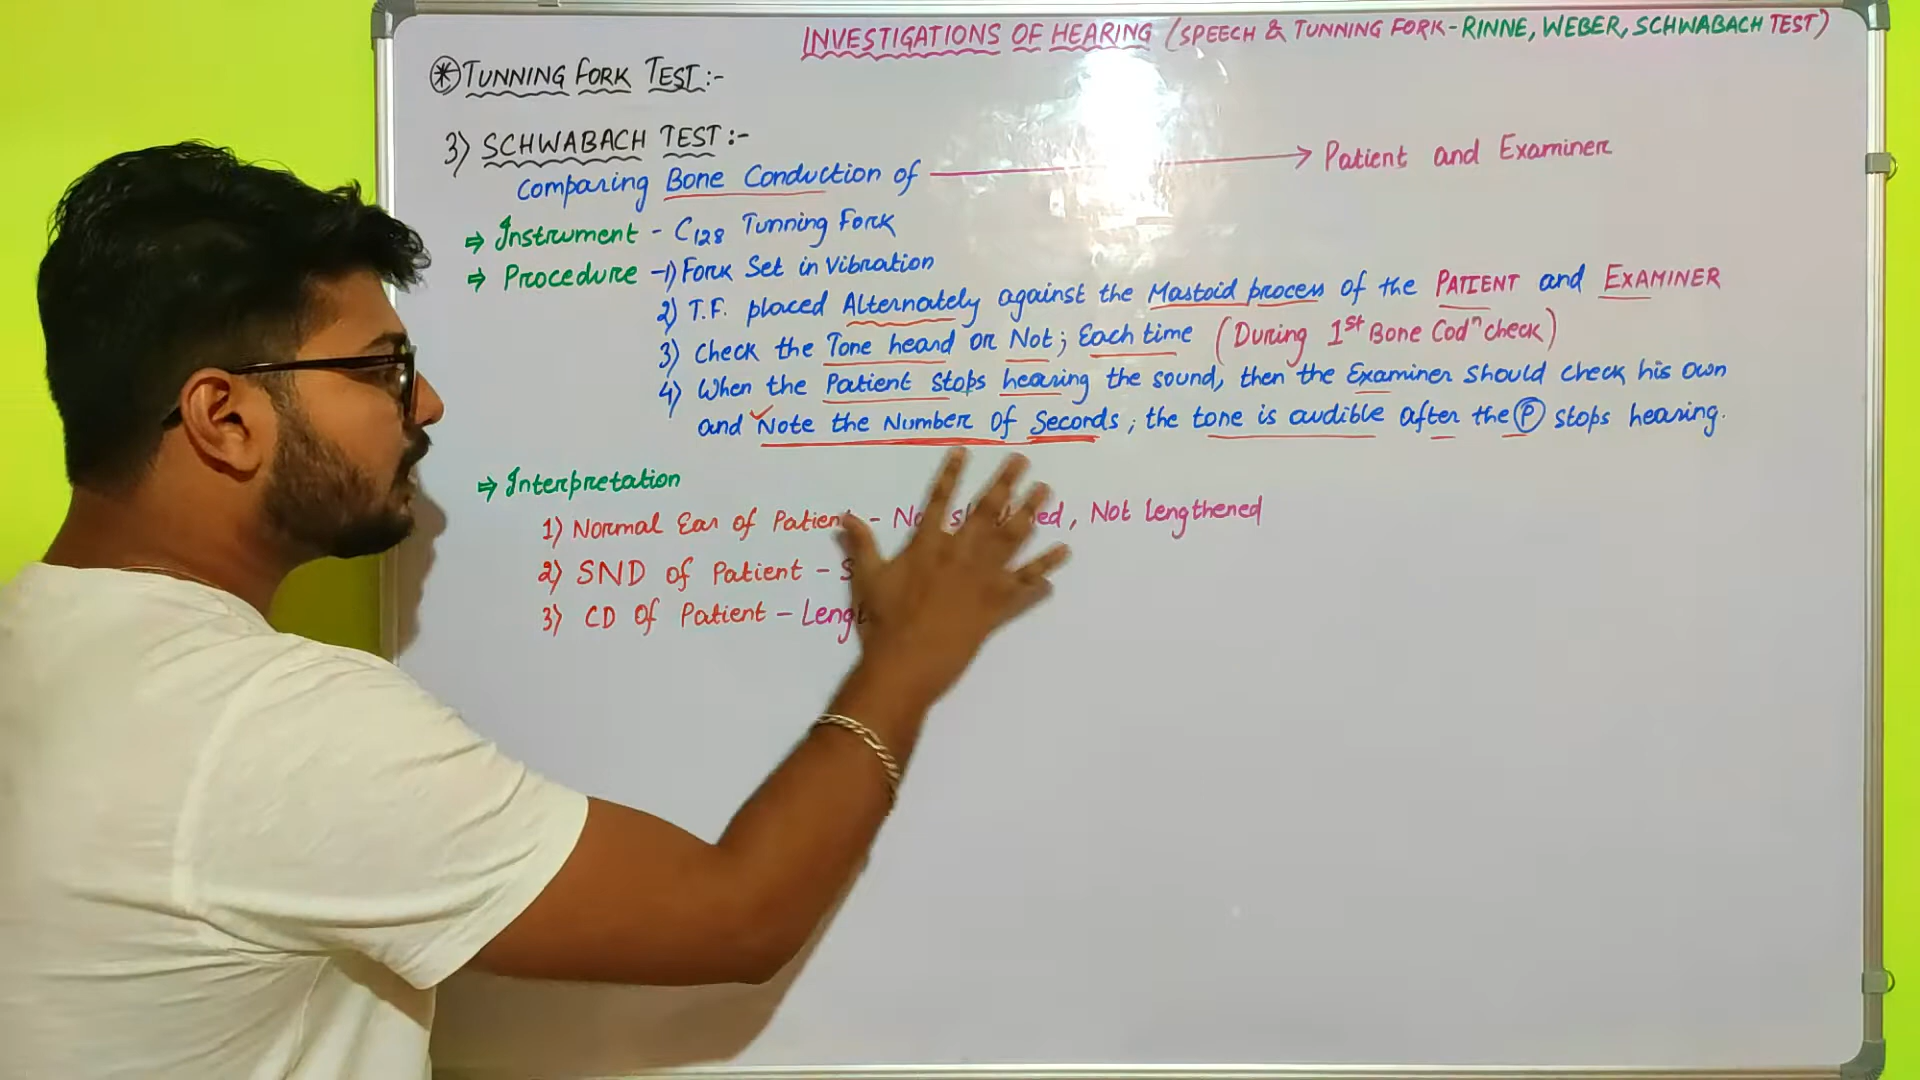 INVESTIGATIONS OF HEARING (SPEECH & TUNNING FORK - RINNE, WEBER, SCHWABACH TEST)
* TUNNING FORK TEST :-
3) SCHWABACH TEST :-
Comparing Bone Conduction of → Patient and Examiner
⇒ Instrument - C128 Tunning Fork
⇒ Procedure - 1) Fork Set in Vibration
2) T.F. placed Alternately against the Mastoid process of the PATIENT and EXAMINER
3) Check the Tone heard or Not; Each time (During 1st Bone Codⁿ check)
4) When the Patient stops hearing the sound, then the Examiner should check his own
and ✓Note the Number of Seconds; the tone is audible after the (P) stops hearing.
⇒ Interpretation
1) Normal Ear of Patient - Not Lengthened
2) SND of Patient -
3) CD of Patient -